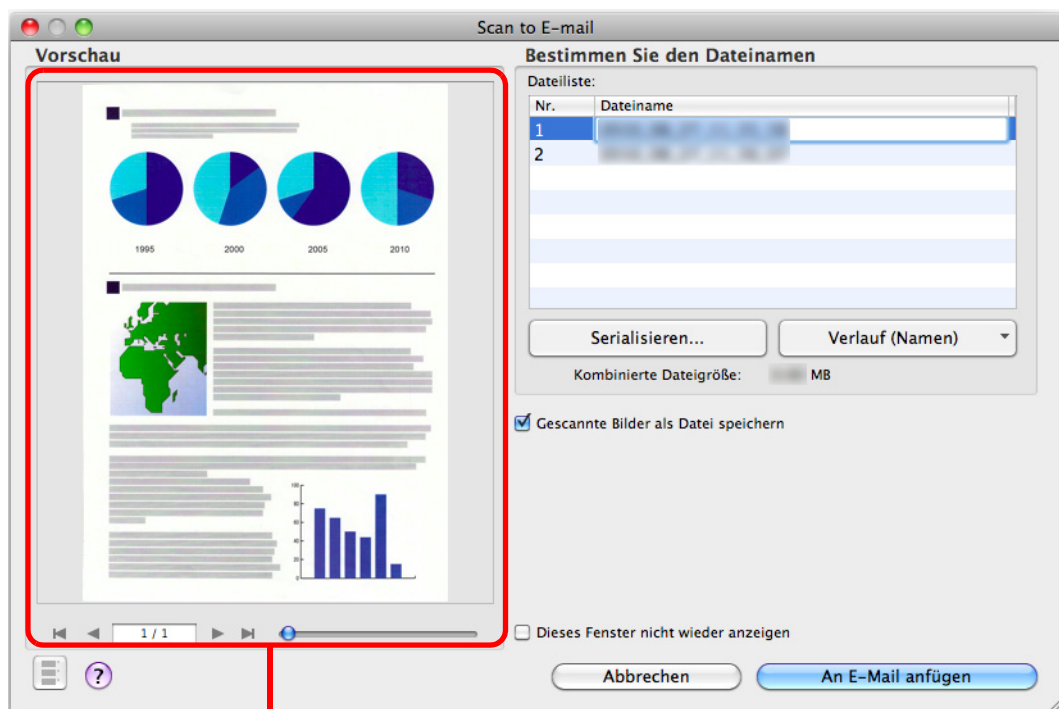 Scan to E-mail
Vorschau
1995 2000 2005 2010
1 / 1
?
Bestimmen Sie den Dateinamen
Dateiliste:
Nr. Dateiname
1
2
Serialisieren... Verlauf (Namen)
Kombinierte Dateigröße: MB
Gescannte Bilder als Datei speichern
Dieses Fenster nicht wieder anzeigen
Abbrechen An E-Mail anfügen